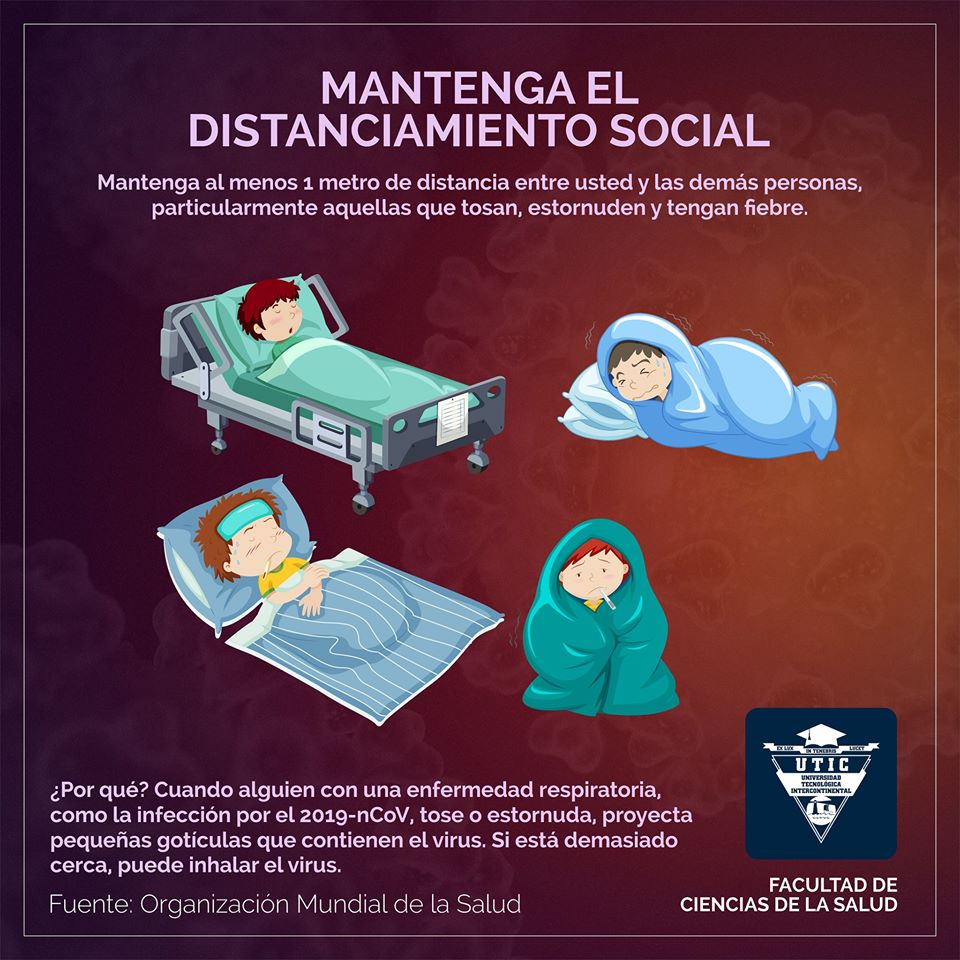 MANTENGA EL
DISTANCIAMIENTO SOCIAL
Mantenga al menos 1 metro de distancia entre usted y las demás personas,
particularmente aquellas que tosan, estornuden y tengan fiebre.
¿Por qué? Cuando alguien con una enfermedad respiratoria,
como la infección por el 2019-nCoV, tose o estornuda, proyecta
pequeñas gotículas que contienen el virus. Si está demasiado
cerca, puede inhalar el virus.
Fuente: Organización Mundial de la Salud
EX LUX IN TENEBRIS LUCET
UTIC
UNIVERSIDAD
TECNOLÓGICA
INTERCONTINENTAL
FACULTAD DE
CIENCIAS DE LA SALUD